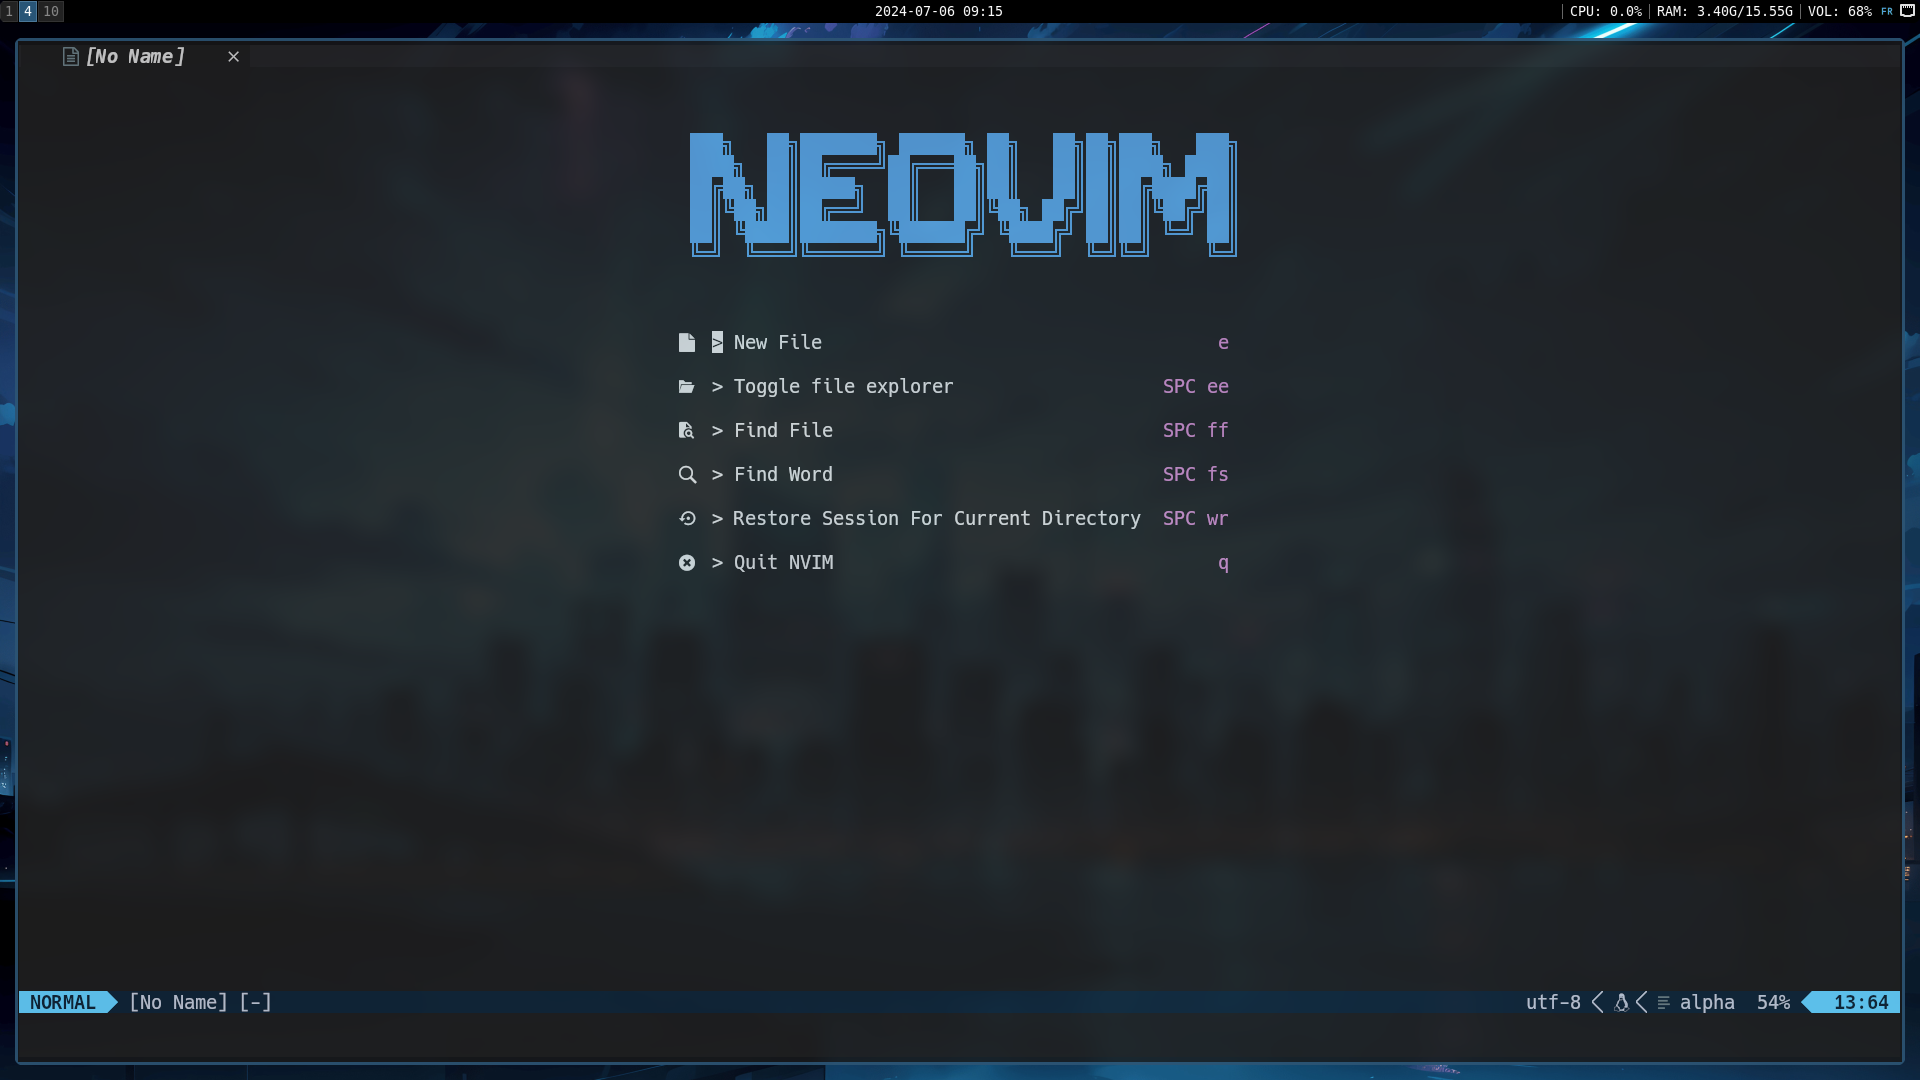 1 4 10 2024-07-06 09:15 CPU: 0.0% RAM: 3.40G/15.55G VOL: 68% FR
[No Name] ×
NEOVIM
> New File e
> Toggle file explorer SPC ee
> Find File SPC ff
> Find Word SPC fs
> Restore Session For Current Directory SPC wr
> Quit NVIM q
NORMAL [No Name] [-] utf-8 alpha 54% 13:64